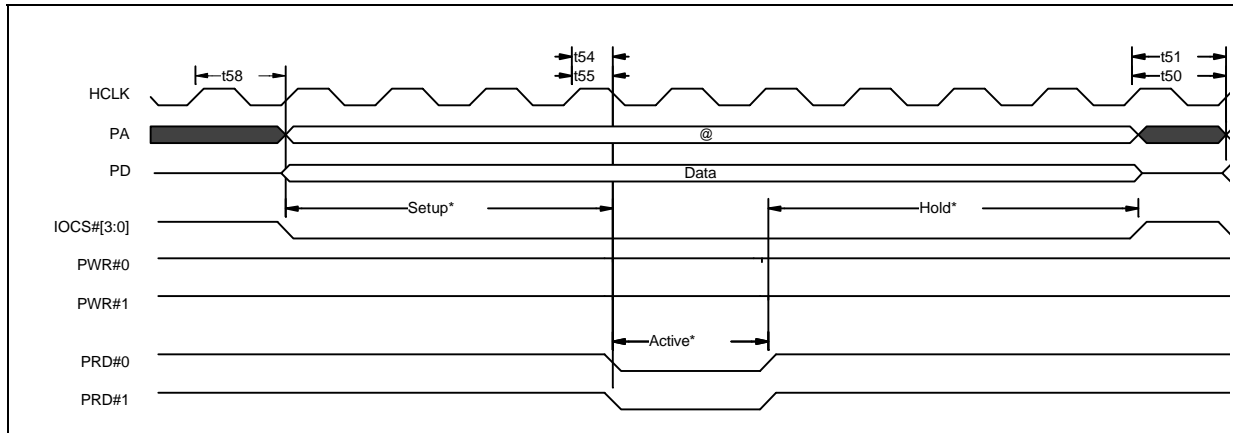 t54
t51
t58
t55
t50
HCLK
PA
@
PD
Data
Setup*
Hold*
IOCS#[3:0]
PWR#0
PWR#1
Active*
PRD#0
PRD#1